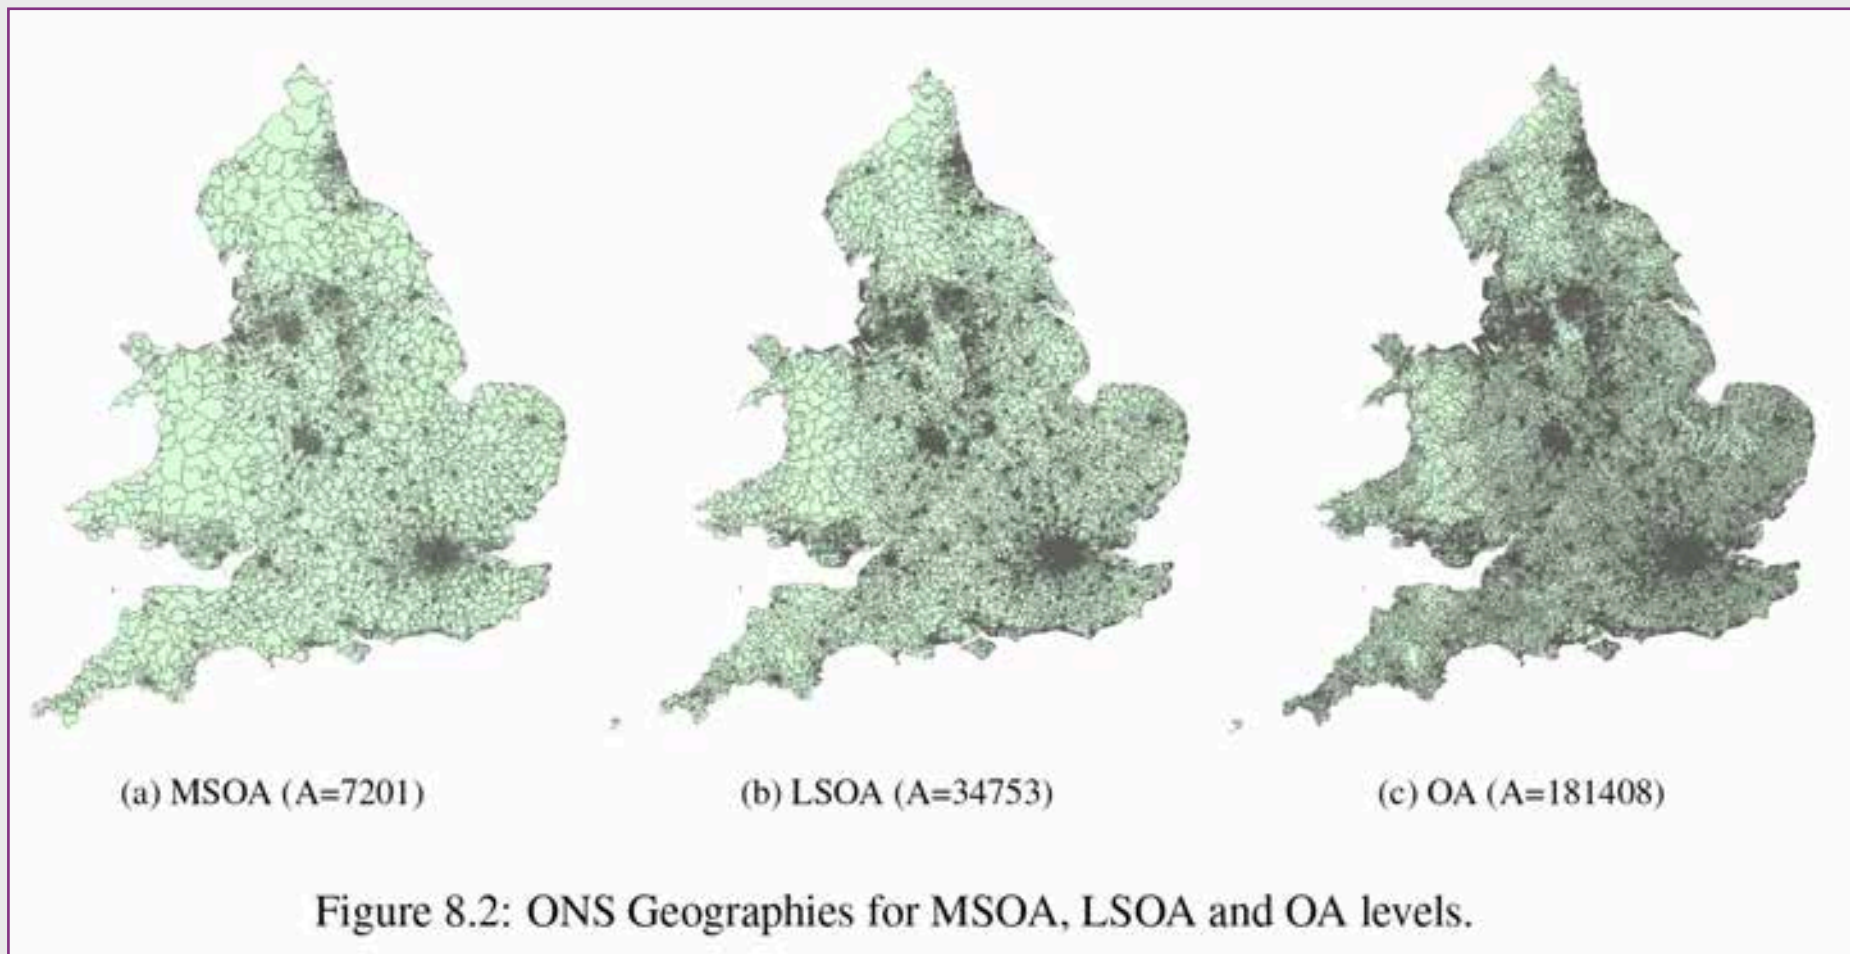 (a) MSOA (A=7201)
(b) LSOA (A=34753)
(c) OA (A=181408)
Figure 8.2: ONS Geographies for MSOA, LSOA and OA levels.